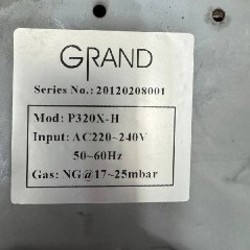 GRAND
Series No.: 20120208001
Mod: P320X-H
Input: AC220~240V
50~60Hz
Gas: NG@17~25mbar